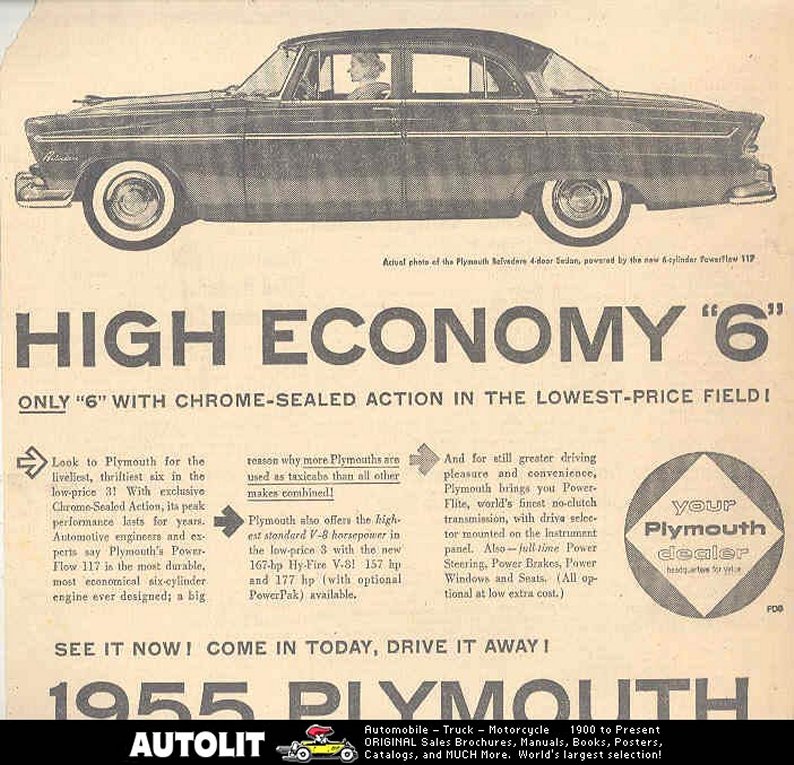 Belvedere
Actual photo of the Plymouth Belvedere 4-door Sedan, powered by the new 6-cylinder PowerFlow 117
HIGH ECONOMY "6"
ONLY "6" WITH CHROME-SEALED ACTION IN THE LOWEST-PRICE FIELD!
Look to Plymouth for the
liveliest, thriftiest six in the
low-price 3! With exclusive
Chrome-Sealed Action, its peak
performance lasts for years.
Automotive engineers and ex-
perts say Plymouth's Power-
Flow 117 is the most durable,
most economical six-cylinder
engine ever designed; a big
reason why more Plymouths are
used as taxicabs than all other
makes combined!
Plymouth also offers the high-
est standard V-8 horsepower in
the low-price 3 with the new
167-hp Hy-Fire V-8! 157 hp
and 177 hp (with optional
PowerPak) available.
And for still greater driving
pleasure and convenience,
Plymouth brings you Power-
Flite, world's finest no-clutch
transmission, with drive selec-
tor mounted on the instrument
panel. Also—full-time Power
Steering, Power Brakes, Power
Windows and Seats. (All op-
tional at low extra cost.)
your
Plymouth
dealer
headquarters for value
PDB
SEE IT NOW! COME IN TODAY, DRIVE IT AWAY!
1955 PLYMOUTH
AUTOLIT
Automobile - Truck - Motorcycle 1900 to Present
ORIGINAL Sales Brochures, Manuals, Books, Posters,
Catalogs, and MUCH More. World's largest selection!